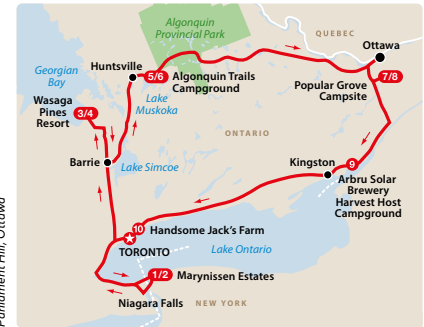 Algonquin
Provincial Park
QUEBEC
Ottawa
Georgian
Bay
Huntsville
5/6
Algonquin Trails
Campground
7/8
Popular Grove
Campsite
Wasaga
Pines
Resort
3/4
Lake
Muskoka
ONTARIO
Barrie
Lake Simcoe
Kingston
9
Arbru Solar
Brewery
Harvest Host
Campground
10
Handsome Jack's Farm
TORONTO
Lake Ontario
1/2
Marynissen Estates
Niagara Falls
NEW YORK
Parliament Hill, Ottawa